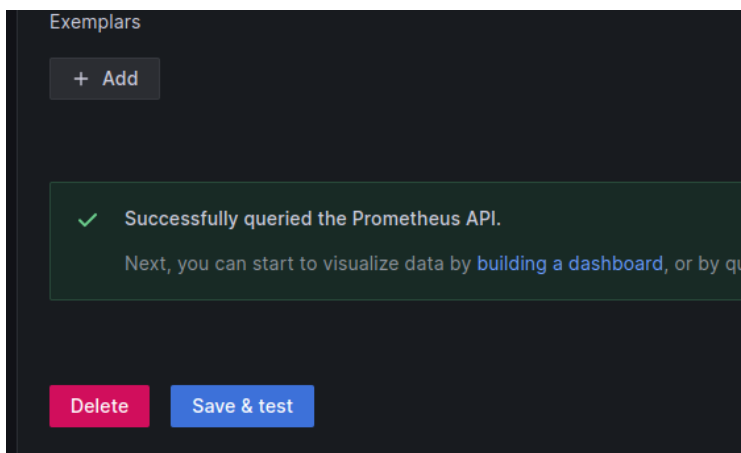 Exemplars
+ Add
Successfully queried the Prometheus API.
Next, you can start to visualize data by building a dashboard, or by
Delete
Save & test